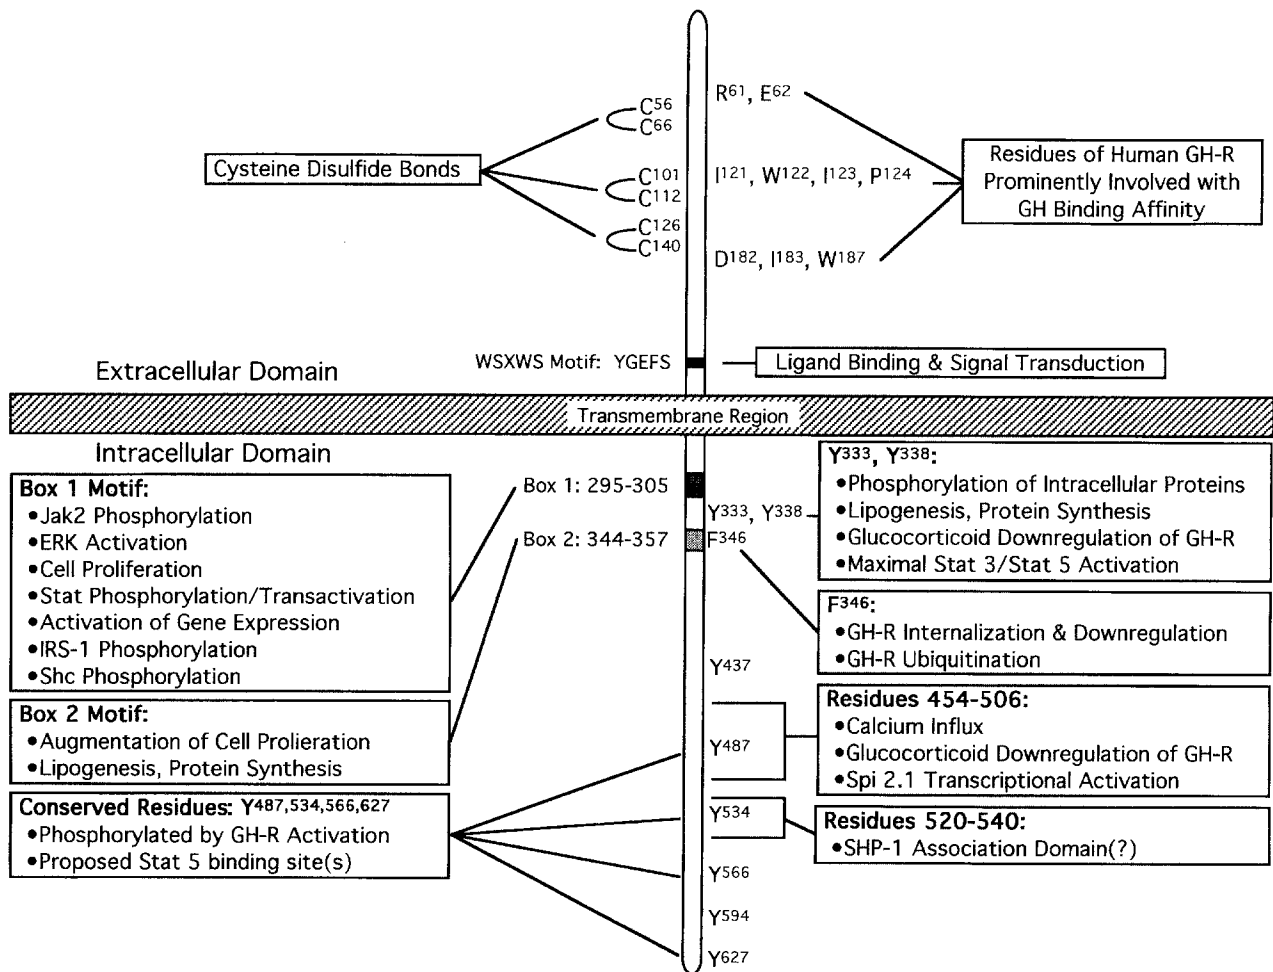 C56
C66
Cysteine Disulfide Bonds
C101
C112
C126
C140
R61, E62
I121, W122, I123, P124
D182, I183, W187
Residues of Human GH-R
Prominently Involved with
GH Binding Affinity
WSXWS Motif: YGEFS
Ligand Binding & Signal Transduction
Extracellular Domain
Transmembrane Region
Intracellular Domain
Box 1 Motif:
•Jak2 Phosphorylation
•ERK Activation
•Cell Proliferation
•Stat Phosphorylation/Transactivation
•Activation of Gene Expression
•IRS-1 Phosphorylation
•Shc Phosphorylation
Box 2 Motif:
•Augmentation of Cell Prolieration
•Lipogenesis, Protein Synthesis
Conserved Residues: Y487,534,566,627
•Phosphorylated by GH-R Activation
•Proposed Stat 5 binding site(s)
Box 1: 295-305
Box 2: 344-357
Y333, Y338
F346
Y437
Y487
Y534
Y566
Y594
Y627
Y333, Y338:
•Phosphorylation of Intracellular Proteins
•Lipogenesis, Protein Synthesis
•Glucocorticoid Downregulation of GH-R
•Maximal Stat 3/Stat 5 Activation
F346:
•GH-R Internalization & Downregulation
•GH-R Ubiquitination
Residues 454-506:
•Calcium Influx
•Glucocorticoid Downregulation of GH-R
•Spi 2.1 Transcriptional Activation
Residues 520-540:
•SHP-1 Association Domain(?)